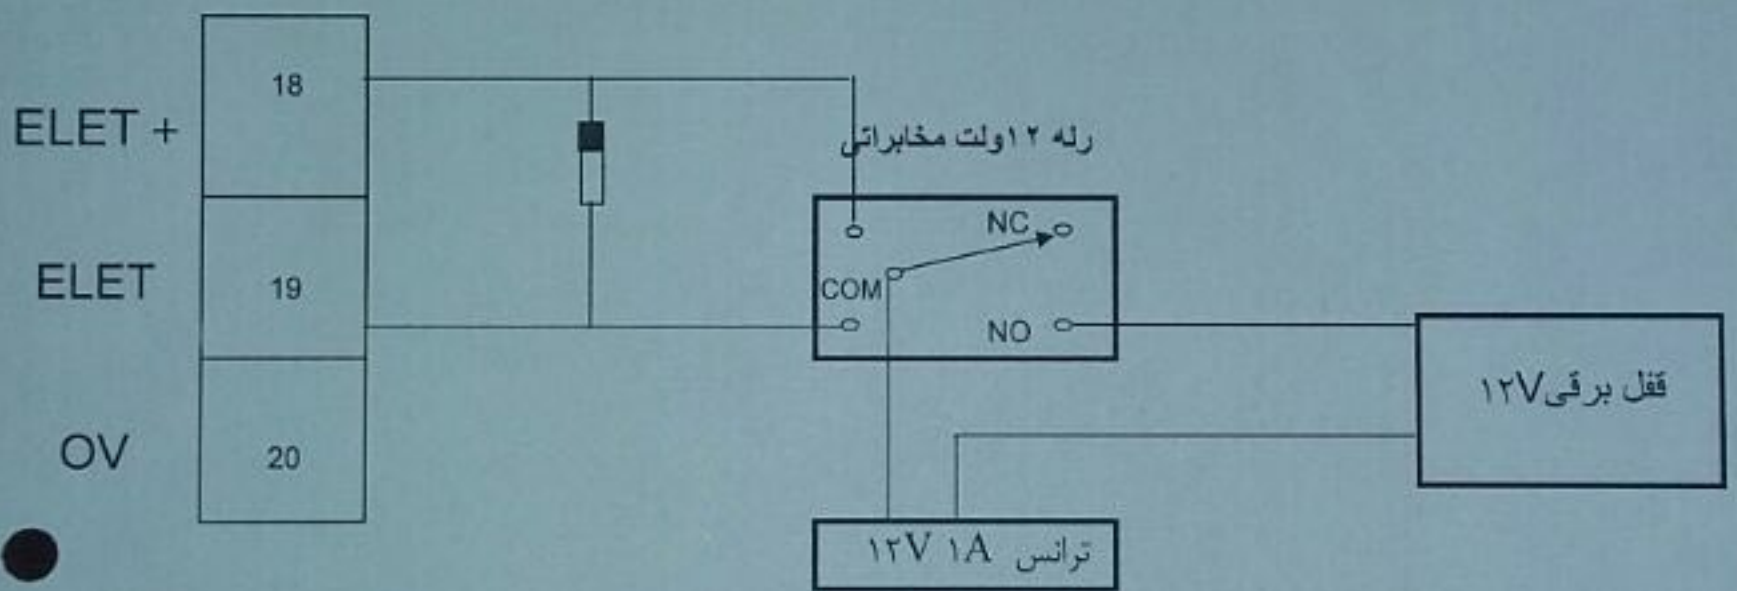 18
ELET +
رله ۱۲ولت مخابراتی
NC
ELET
19
COM
NO
قفل برقی۱۲V
OV
20
ترانس ۱۲V ۱A